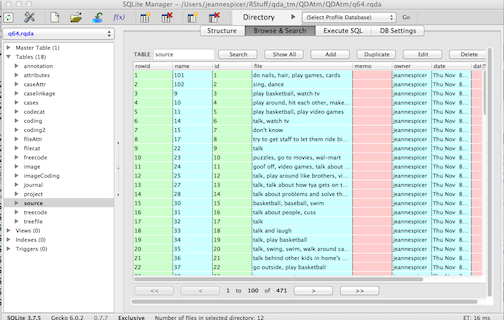 SQLite Manager - /Users/jeannespicer/RStuff/qda_tm/QDAtm/QDAtm/q64.rqda
Directory (Select Profile Database) Go
q64.rqda
Structure Browse & Search Execute SQL DB Settings
Master Table (1)
Tables (18)
annotation
attributes
caseAttr
caselinkage
cases
codecat
coding
coding2
fileAttr
filecat
freecode
image
imageCoding
journal
project
source
treecode
treefile
Views (0)
Indexes (0)
Triggers (0)
TABLE source Search Show All Add Duplicate Edit Delete
rowid name id file memo owner date
1 101 1 do nails, hair, play games, cards jeannespicer Thu Nov 8...
2 102 2 sing, dance jeannespicer Thu Nov 8...
3 9 3 play basketball, watch tv jeannespicer Thu Nov 8...
4 10 4 play around, hit each other, make... jeannespicer Thu Nov 8...
5 11 5 play basketball, play video games jeannespicer Thu Nov 8...
6 14 6 talk, watch tv jeannespicer Thu Nov 8...
7 15 7 don't know jeannespicer Thu Nov 8...
8 17 8 try to get staff to let them ride bi... jeannespicer Thu Nov 8...
9 22 9 talk jeannespicer Thu Nov 8...
10 23 10 puzzles, go to movies, wal-mart jeannespicer Thu Nov 8...
11 24 11 goof off, video games, talk about ... jeannespicer Thu Nov 8...
12 25 12 talk, play around like brothers, vi... jeannespicer Thu Nov 8...
13 27 13 talk, talk about how tya gets on t... jeannespicer Thu Nov 8...
14 28 14 talk about problems and solve th... jeannespicer Thu Nov 8...
15 30 15 basketball, baseball, swim jeannespicer Thu Nov 8...
16 31 16 talk about people, cuss jeannespicer Thu Nov 8...
17 32 17 talk jeannespicer Thu Nov 8...
18 33 18 talk and laugh jeannespicer Thu Nov 8...
19 34 19 talk, play basketball jeannespicer Thu Nov 8...
20 35 20 talk, swing, swim, walk around ca... jeannespicer Thu Nov 8...
21 36 21 talk behind other kids in home's ... jeannespicer Thu Nov 8...
22 37 22 go outside, play basketball jeannespicer Thu Nov 8...
<< < 1 to 100 of 471 > >>
SQLite 3.7.5 Gecko 6.0.2 0.7.7 Exclusive Number of files in selected directory: 12 ET: 16 ms